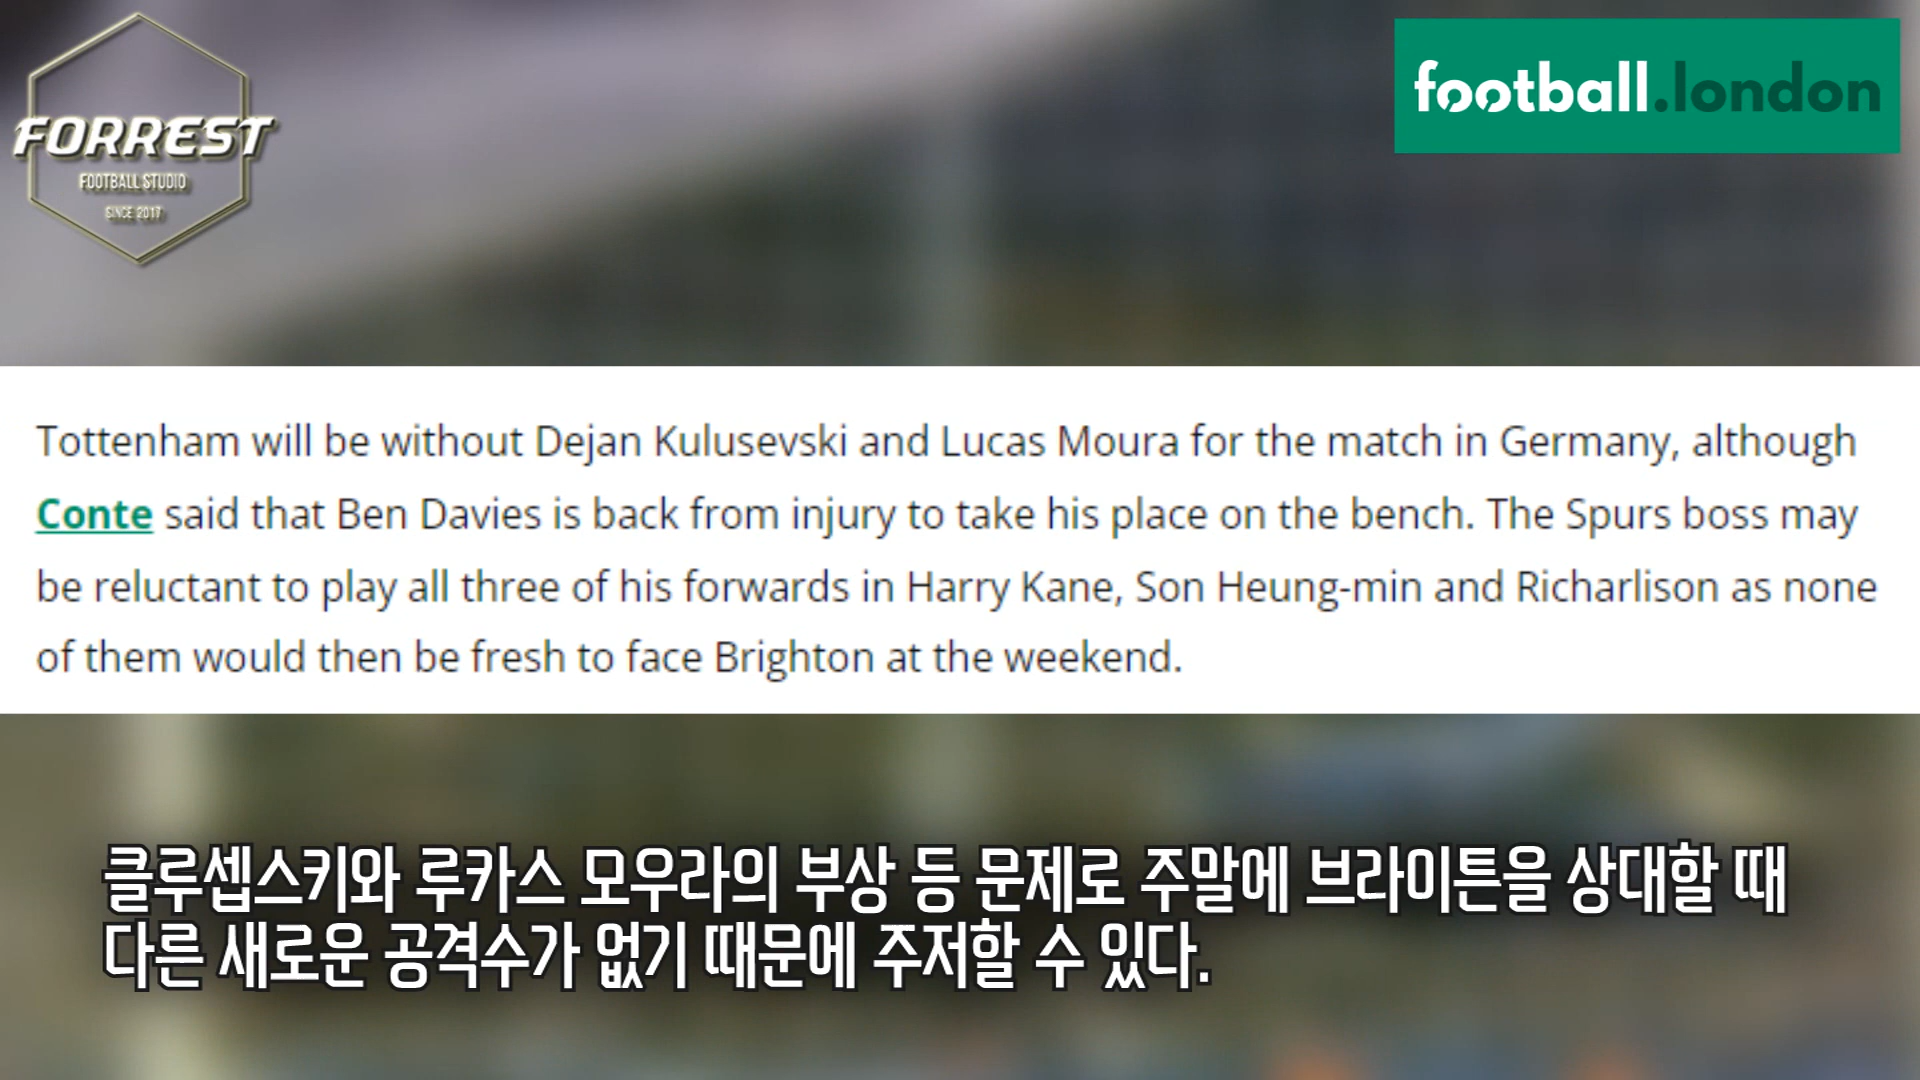 FORREST
FOOTBALL STUDIO
SINCE 2017
football.london
Tottenham will be without Dejan Kulusevski and Lucas Moura for the match in Germany, although
Conte said that Ben Davies is back from injury to take his place on the bench. The Spurs boss may
be reluctant to play all three of his forwards in Harry Kane, Son Heung-min and Richarlison as none
of them would then be fresh to face Brighton at the weekend.
클루셉스키와 루카스 모우라의 부상 등 문제로 주말에 브라이튼을 상대할 때
다른 새로운 공격수가 없기 때문에 주저할 수 있다.